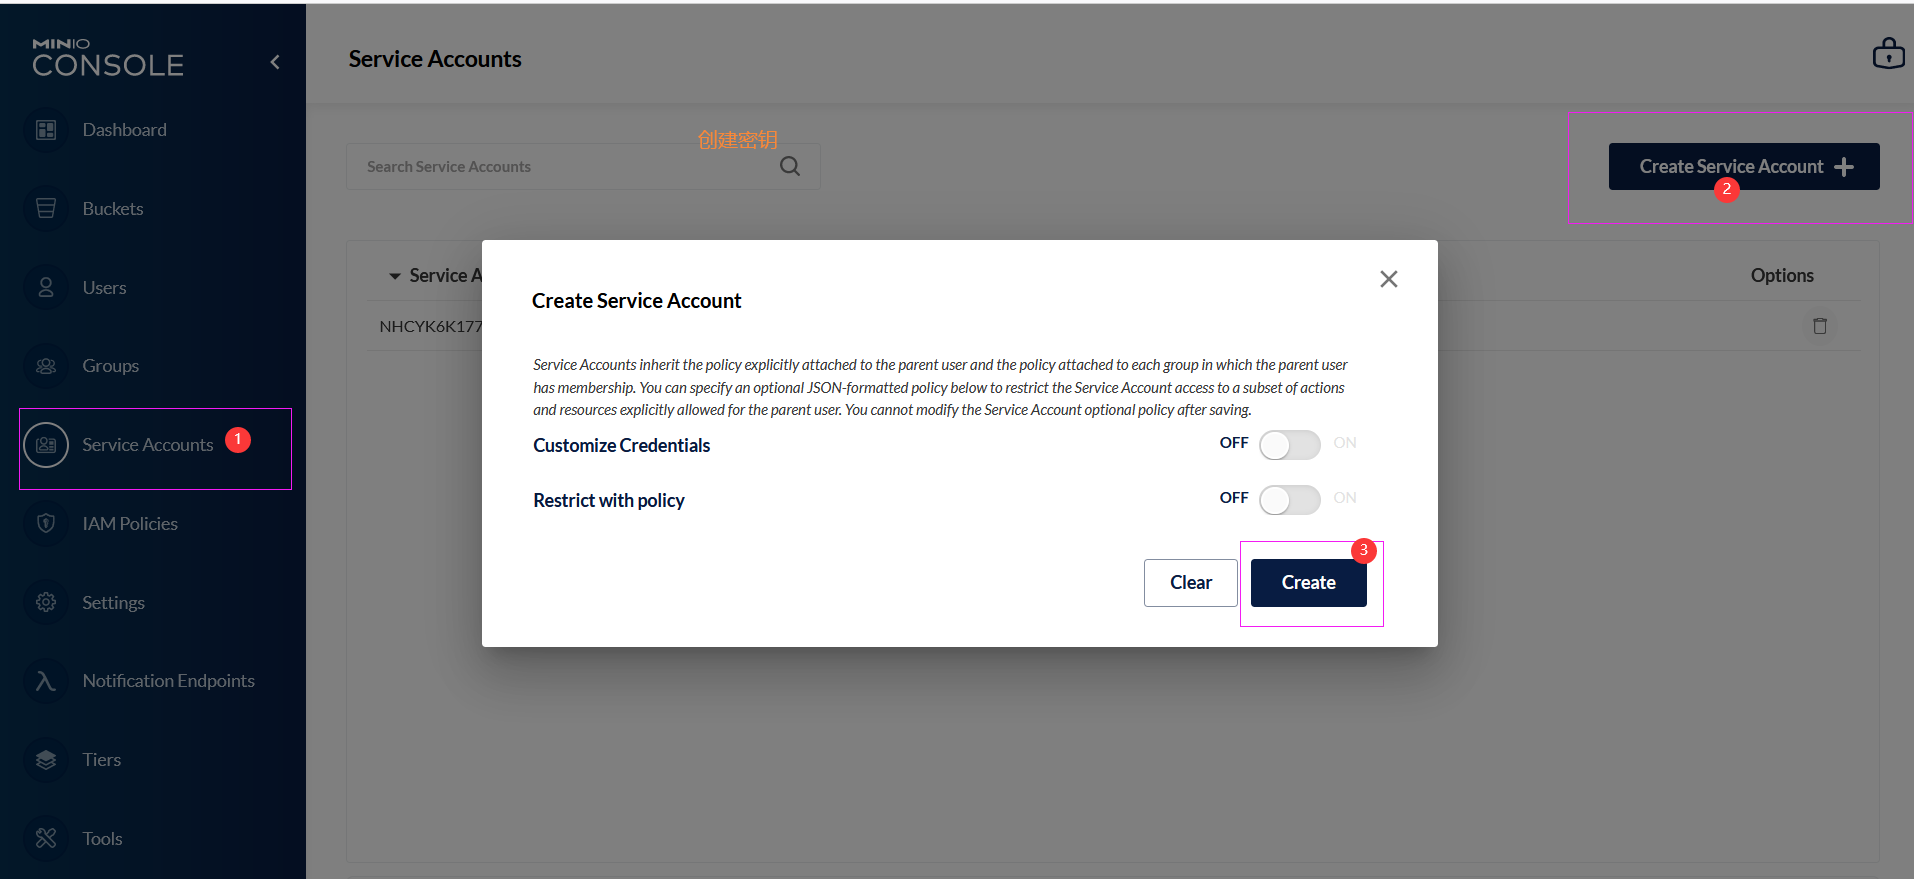 MINIO
CONSOLE
Service Accounts
Dashboard
Buckets
Users
Groups
Service Accounts
1
IAM Policies
Settings
Notification Endpoints
Tiers
Tools
创建密钥
Search Service Accounts
Create Service Account
2
Service A
Options
NHCYK6K177
Create Service Account
Service Accounts inherit the policy explicitly attached to the parent user and the policy attached to each group in which the parent user
has membership. You can specify an optional JSON-formatted policy below to restrict the Service Account access to a subset of actions
and resources explicitly allowed for the parent user. You cannot modify the Service Account optional policy after saving.
Customize Credentials
OFF ON
Restrict with policy
OFF ON
3
Clear
Create